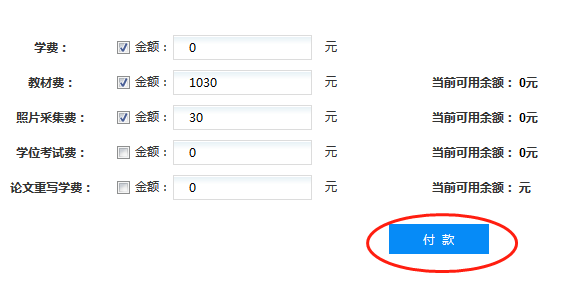 学费： 金额： 0 元
教材费： 金额： 1030 元 当前可用余额： 0元
照片采集费： 金额： 30 元 当前可用余额： 0元
学位考试费： 金额： 0 元 当前可用余额： 0元
论文重写学费： 金额： 0 元 当前可用余额： 元
付 款